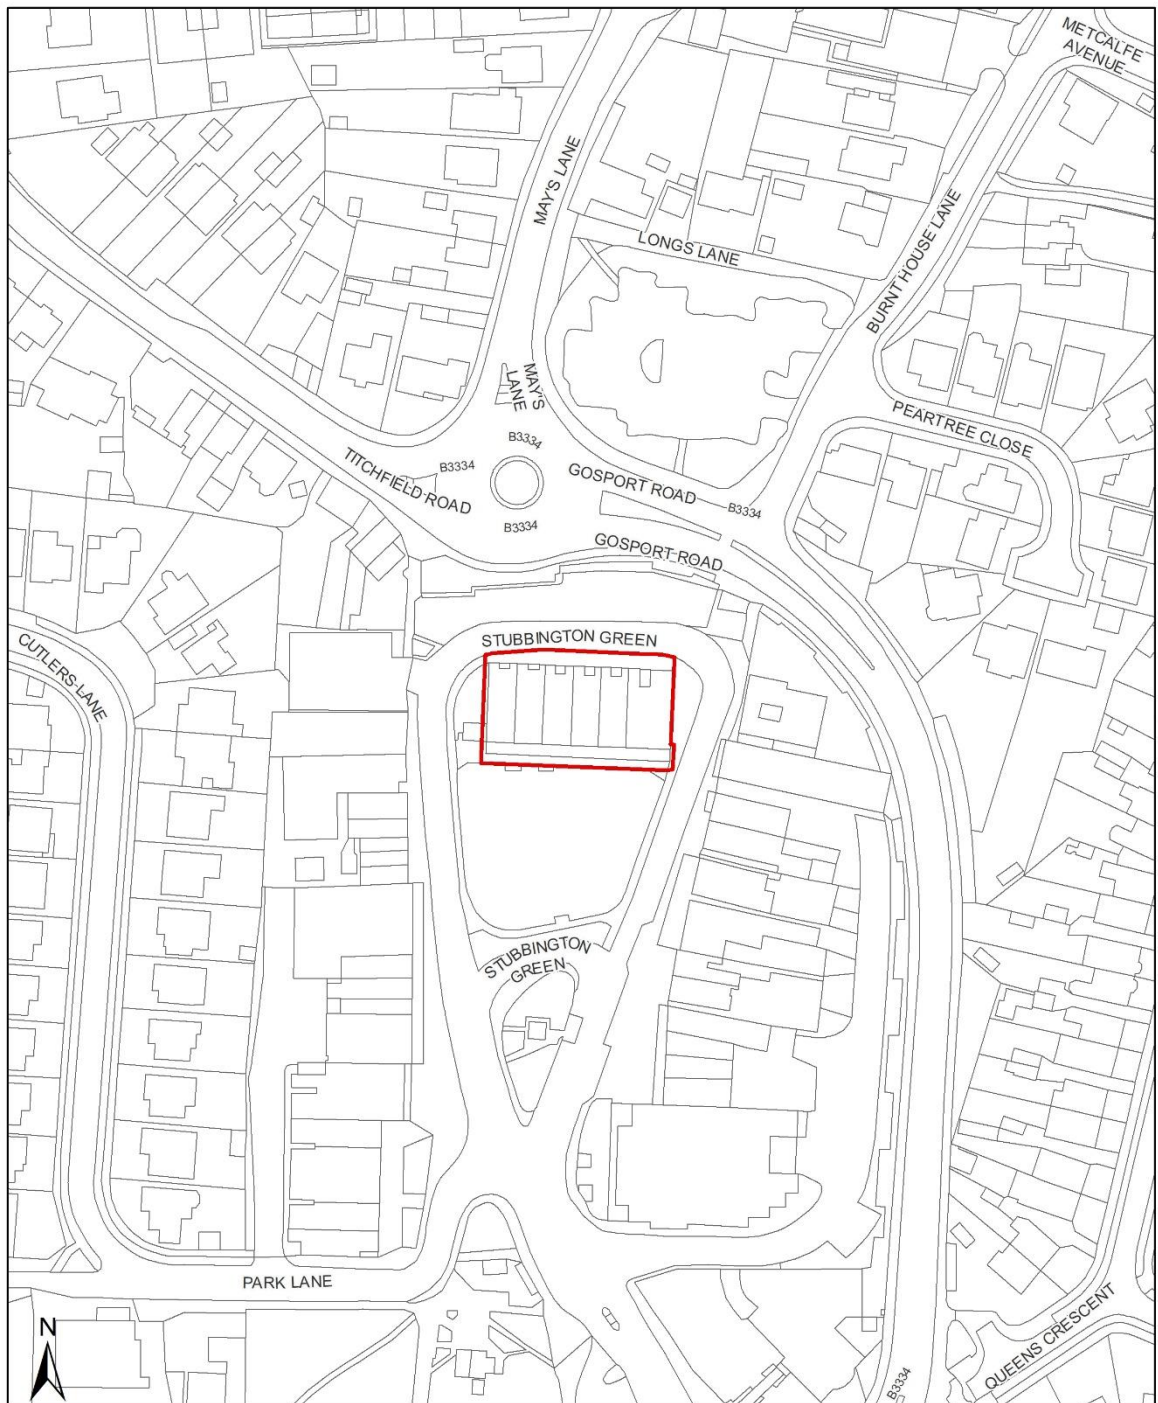 METCALFE
AVENUE
MAY'S LANE
LONGS LANE
BURNT HOUSE LANE
MAY'S
LANE
PEARTREE CLOSE
B3334
B3334
TITCHFIELD ROAD
GOSPORT ROAD
B3334
B3334
GOSPORT ROAD
STUBBINGTON GREEN
CUTLERS LANE
STUBBINGTON
GREEN
PARK LANE
QUEENS CRESCENT
N
B3334